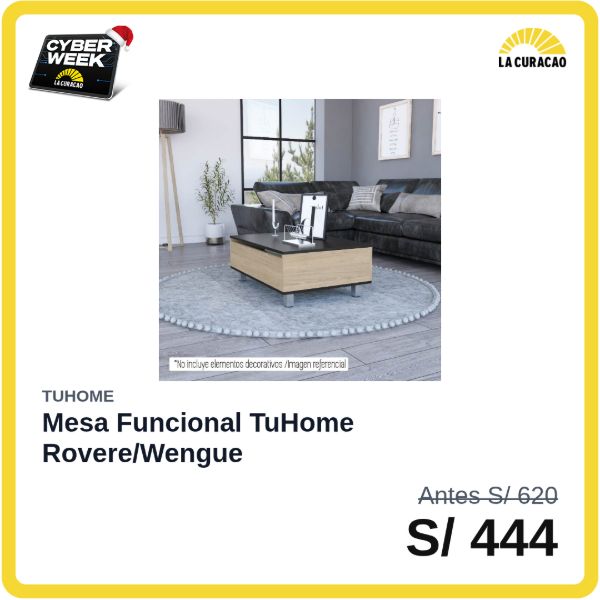 CYBER
WEEK
LA CURACAO
LA CURACAO
*No incluye elementos decorativos /Imagen referencial
TUHOME
Mesa Funcional TuHome
Rovere/Wengue
Antes S/ 620
S/ 444